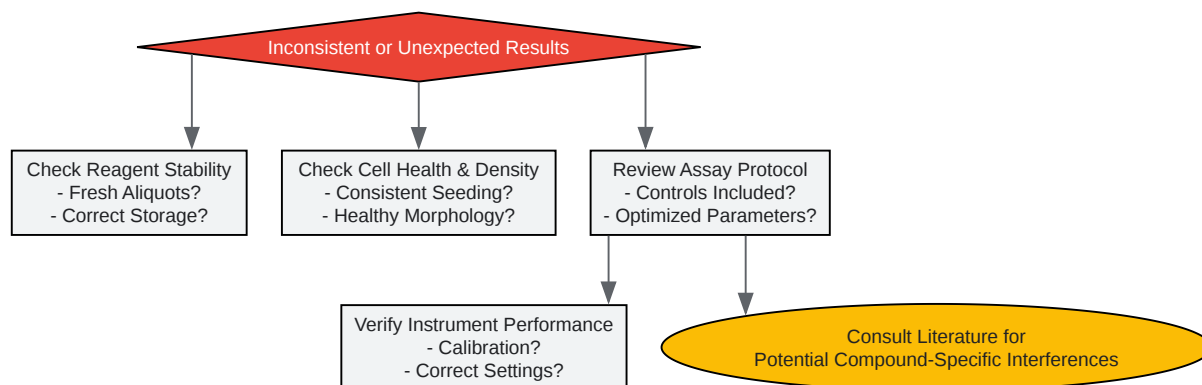 Inconsistent or Unexpected Results
Check Reagent Stability
- Fresh Aliquots?
- Correct Storage?
Check Cell Health & Density
- Consistent Seeding?
- Healthy Morphology?
Review Assay Protocol
- Controls Included?
- Optimized Parameters?
Verify Instrument Performance
- Calibration?
- Correct Settings?
Consult Literature for
Potential Compound-Specific Interferences